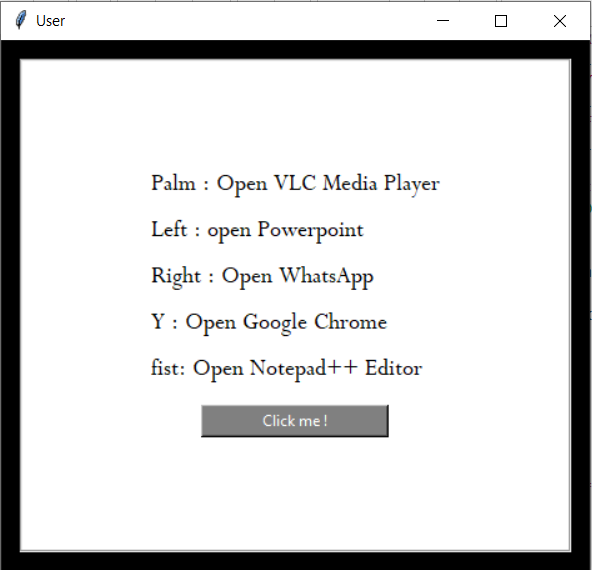 User
Palm : Open VLC Media Player
Left : open Powerpoint
Right : Open WhatsApp
Y : Open Google Chrome
fist: Open Notepad++ Editor
Click me !